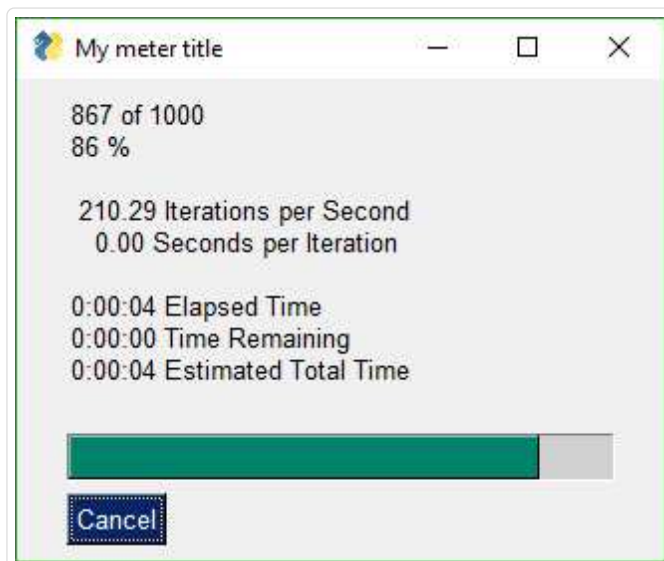 My meter title
867 of 1000
86 %
210.29 Iterations per Second
0.00 Seconds per Iteration
0:00:04 Elapsed Time
0:00:00 Time Remaining
0:00:04 Estimated Total Time
Cancel